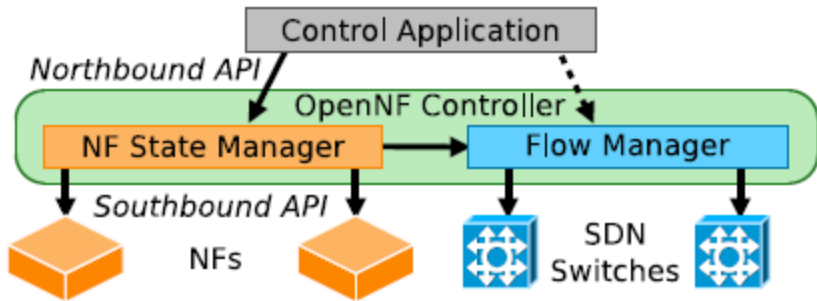 Control Application
Northbound API
OpenNF Controller
NF State Manager
Flow Manager
Southbound API
NFs
SDN
Switches